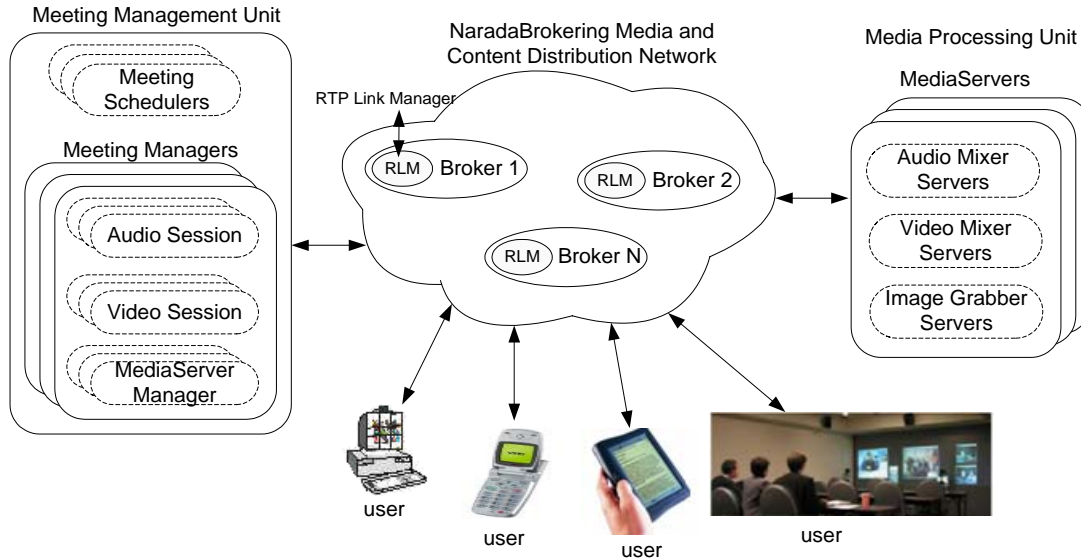 Meeting Management Unit
Meeting
Schedulers
Meeting Managers
Audio Session
Video Session
MediaServer
Manager
NaradaBrokering Media and
Content Distribution Network
RTP Link Manager
RLM
Broker 1
RLM
Broker 2
RLM
Broker N
Media Processing Unit
MediaServers
Audio Mixer
Servers
Video Mixer
Servers
Image Grabber
Servers
user
user
user
user